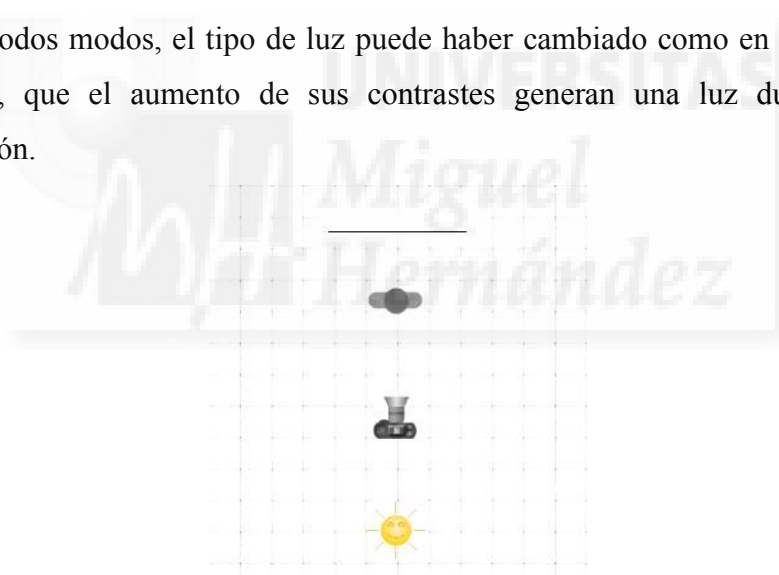 odos modos, el tipo de luz puede haber cambiado como en
, que el aumento de sus contrastes generan una luz du
ón.
UNIVERSITAS
Miguel
Hernández